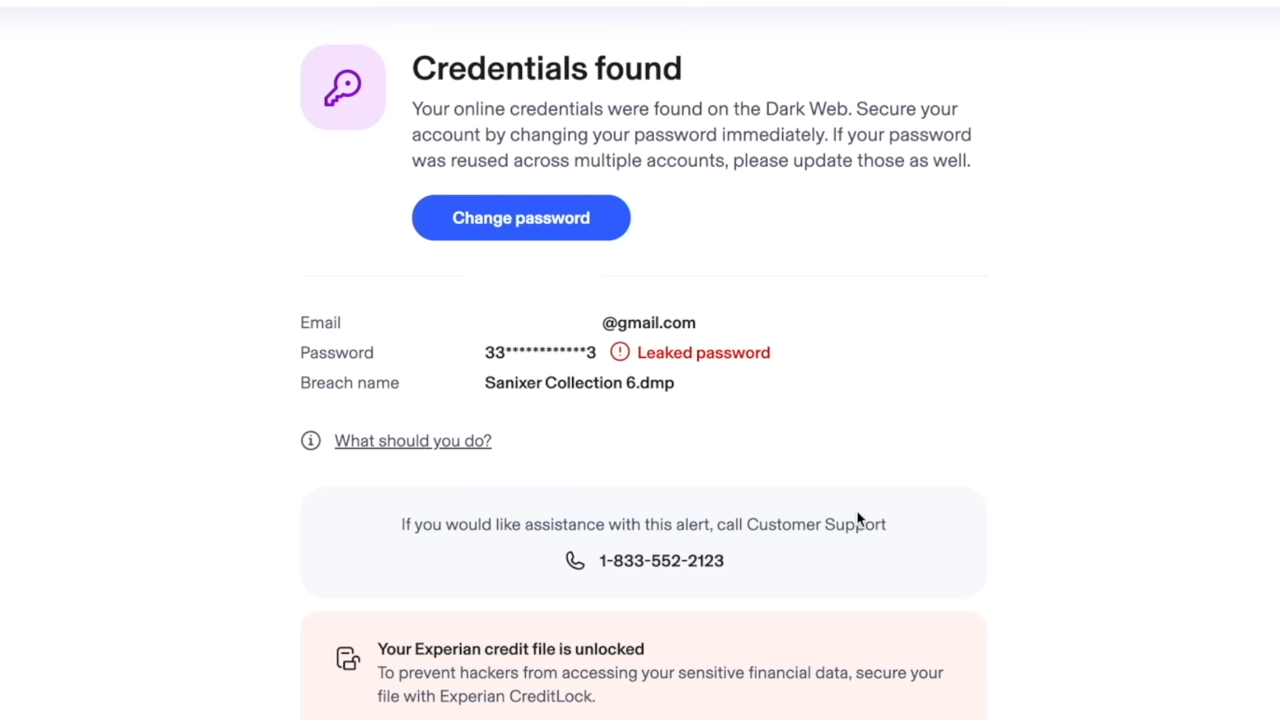 Credentials found
Your online credentials were found on the Dark Web. Secure your
account by changing your password immediately. If your password
was reused across multiple accounts, please update those as well.
Change password
Email @gmail.com
Password 33************3 Leaked password
Breach name Sanixer Collection 6.dmp
What should you do?
If you would like assistance with this alert, call Customer Support
1-833-552-2123
Your Experian credit file is unlocked
To prevent hackers from accessing your sensitive financial data, secure your
file with Experian CreditLock.